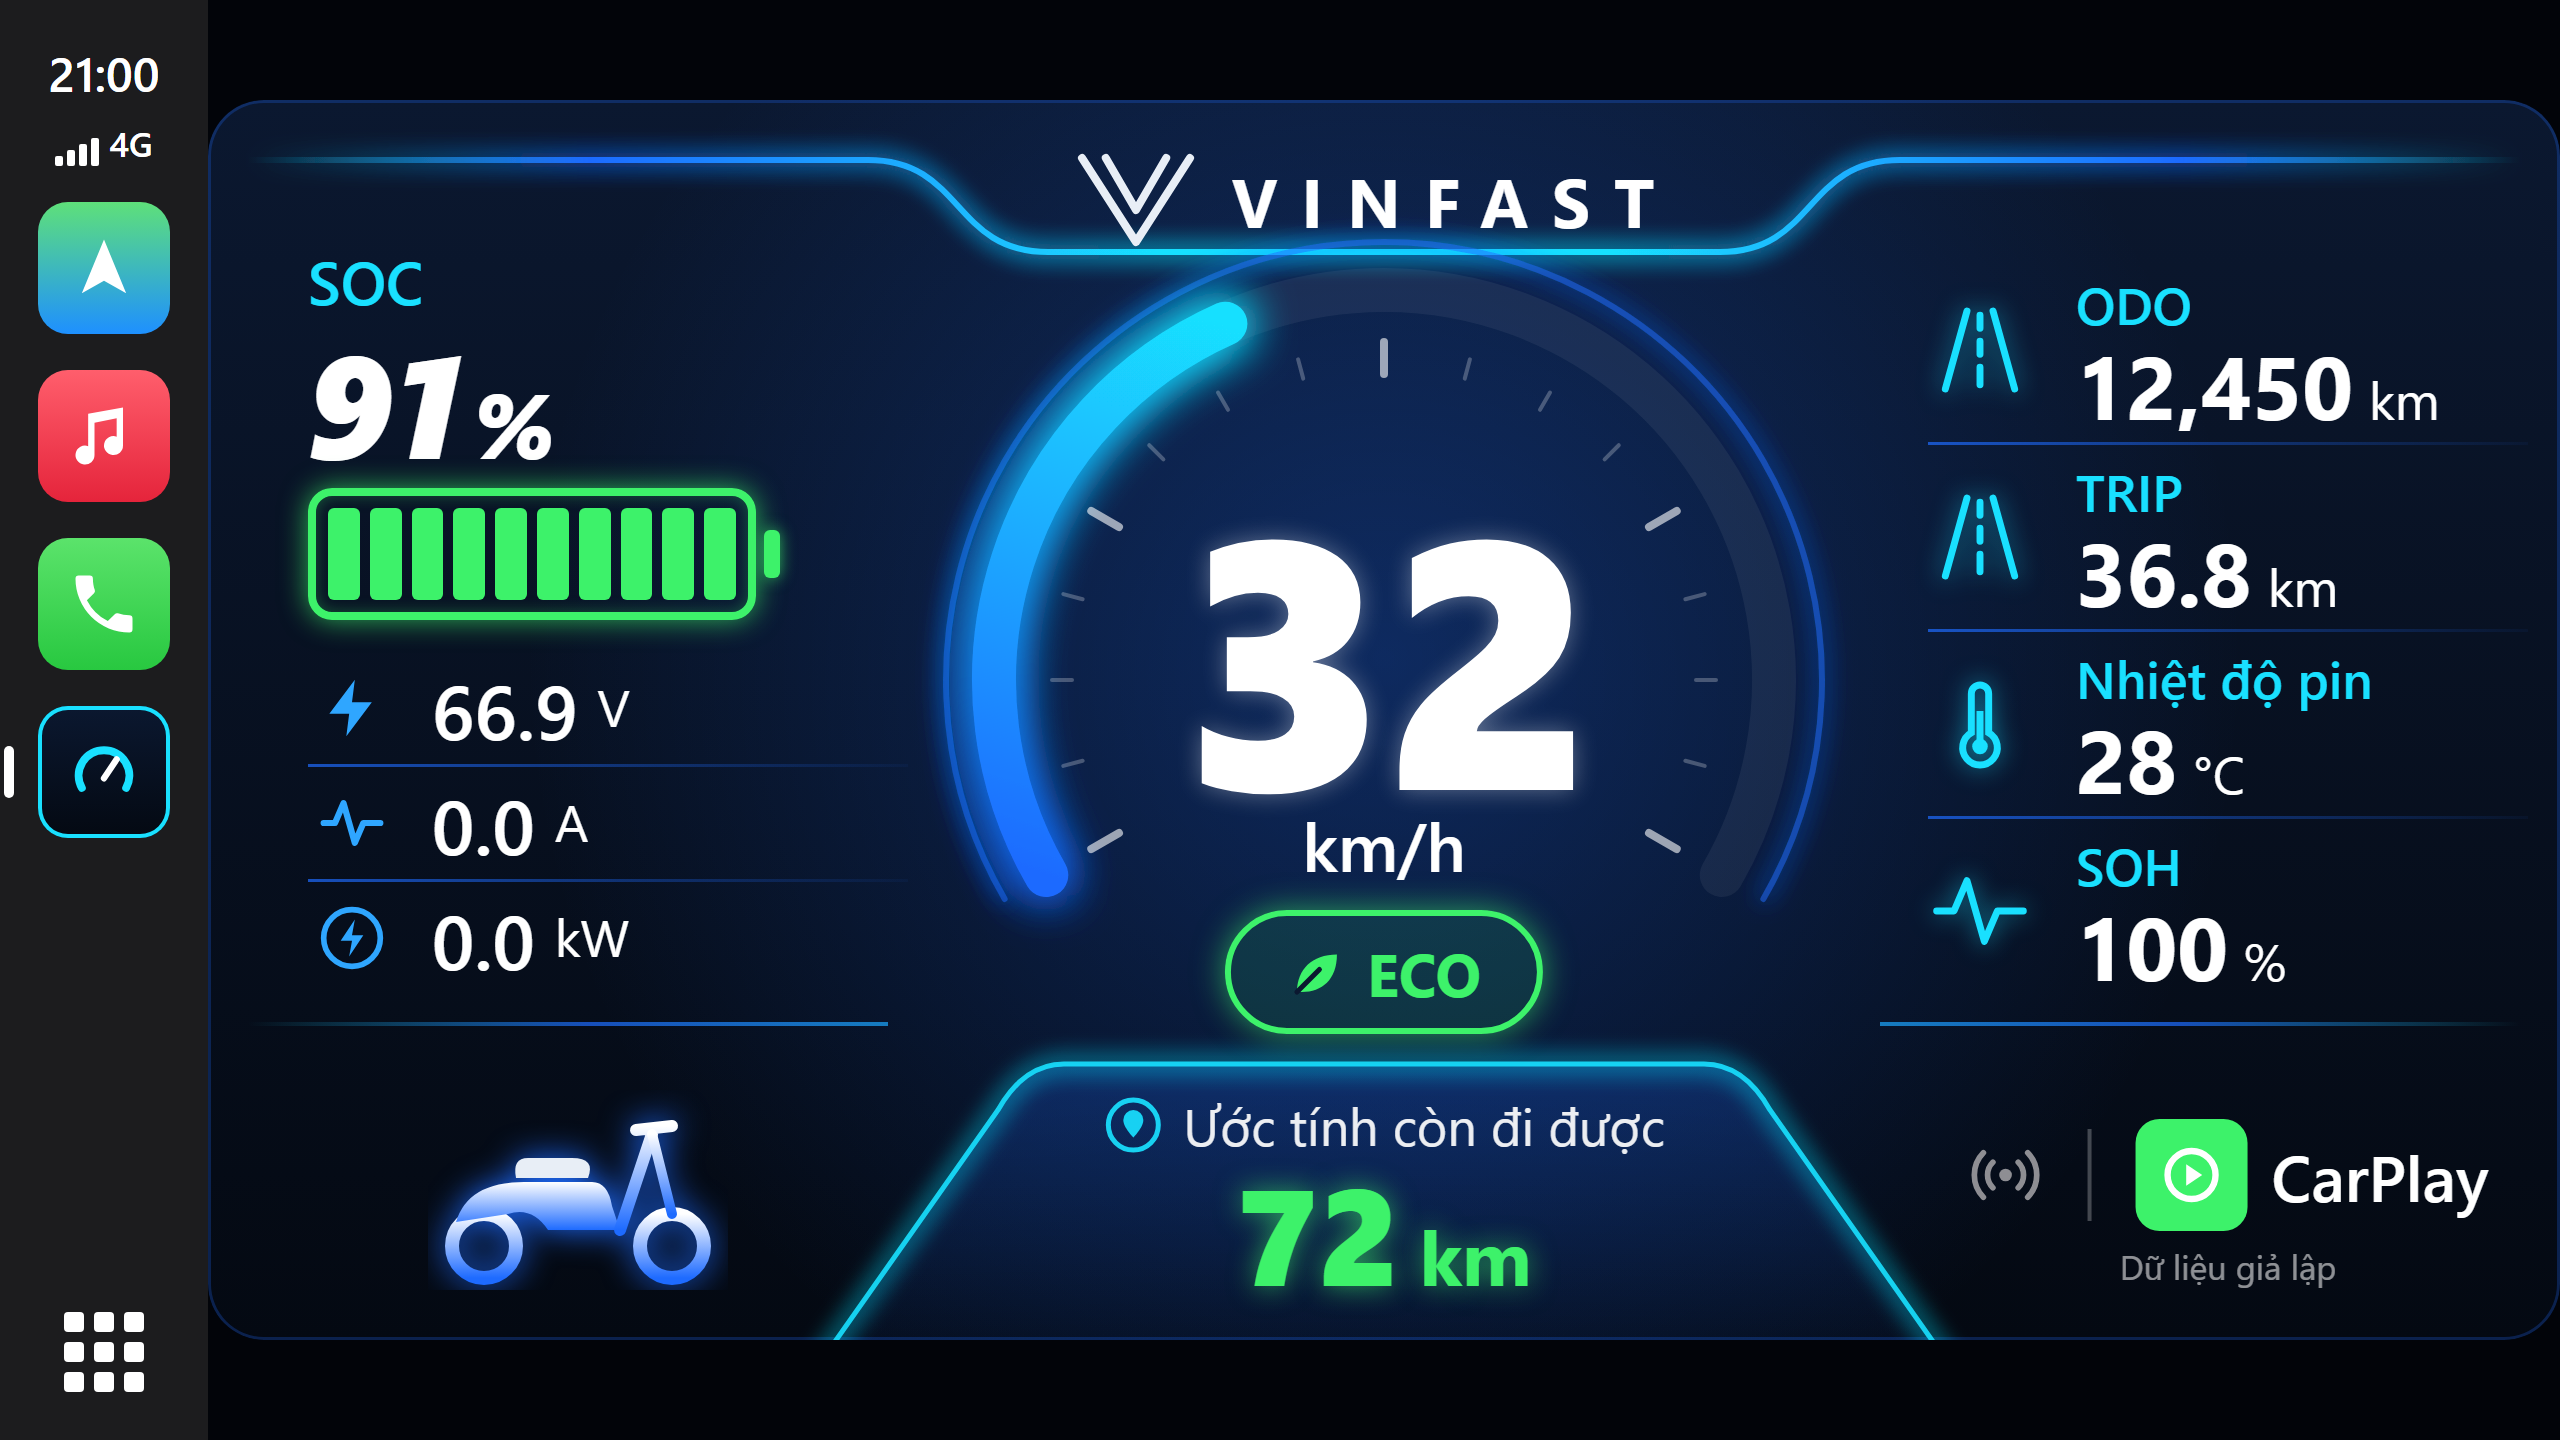 21:00
4G
VINFAST
SOC
91 %
66.9 V
0.0 A
0.0 kW
32
km/h
ECO
Ước tính còn đi được
72 km
ODO
12,450 km
TRIP
36.8 km
Nhiệt độ pin
28 °C
SOH
100 %
CarPlay
Dữ liệu giả lập